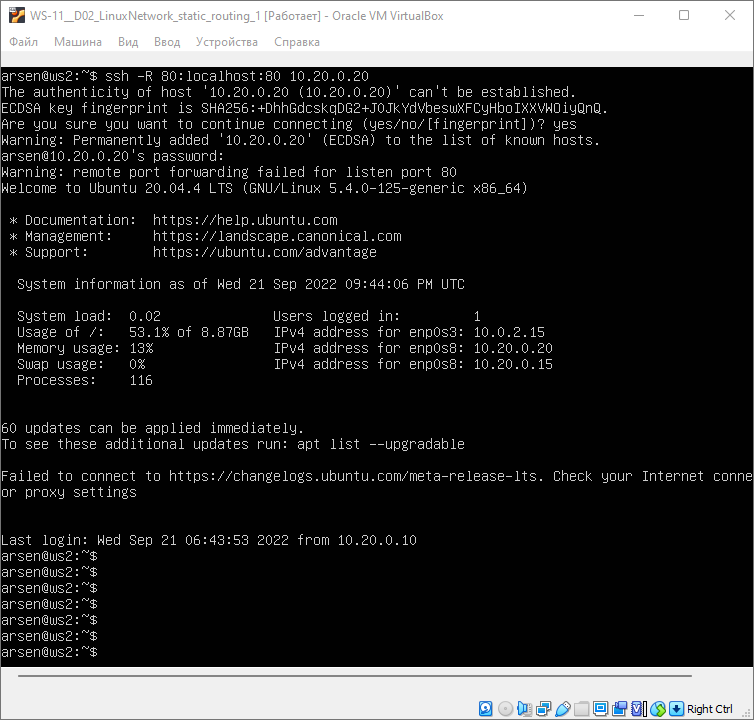 WS-11__D02_LinuxNetwork_static_routing_1 [Работает] - Oracle VM VirtualBox
Файл Машина Вид Ввод Устройства Справка
arsen@ws2:~$ ssh -R 80:localhost:80 10.20.0.20
The authenticity of host '10.20.0.20 (10.20.0.20)' can't be established.
ECDSA key fingerprint is SHA256:+DhhGdcskqDG2+J0JkYdVbeswXFCyHboIXXVWOiyQnQ.
Are you sure you want to continue connecting (yes/no/[fingerprint])? yes
Warning: Permanently added '10.20.0.20' (ECDSA) to the list of known hosts.
arsen@10.20.0.20's password:
Warning: remote port forwarding failed for listen port 80
Welcome to Ubuntu 20.04.4 LTS (GNU/Linux 5.4.0-125-generic x86_64)
* Documentation: https://help.ubuntu.com
* Management: https://landscape.canonical.com
* Support: https://ubuntu.com/advantage
System information as of Wed 21 Sep 2022 09:44:06 PM UTC
System load: 0.02 Users logged in: 1
Usage of /: 53.1% of 8.87GB IPv4 address for enp0s3: 10.0.2.15
Memory usage: 13% IPv4 address for enp0s8: 10.20.0.20
Swap usage: 0% IPv4 address for enp0s8: 10.20.0.15
Processes: 116
60 updates can be applied immediately.
To see these additional updates run: apt list --upgradable
Failed to connect to https://changelogs.ubuntu.com/meta-release-lts. Check your Internet conne
or proxy settings
Last login: Wed Sep 21 06:43:53 2022 from 10.20.0.10
arsen@ws2:~$
arsen@ws2:~$
arsen@ws2:~$
arsen@ws2:~$
arsen@ws2:~$
arsen@ws2:~$
arsen@ws2:~$
Right Ctrl